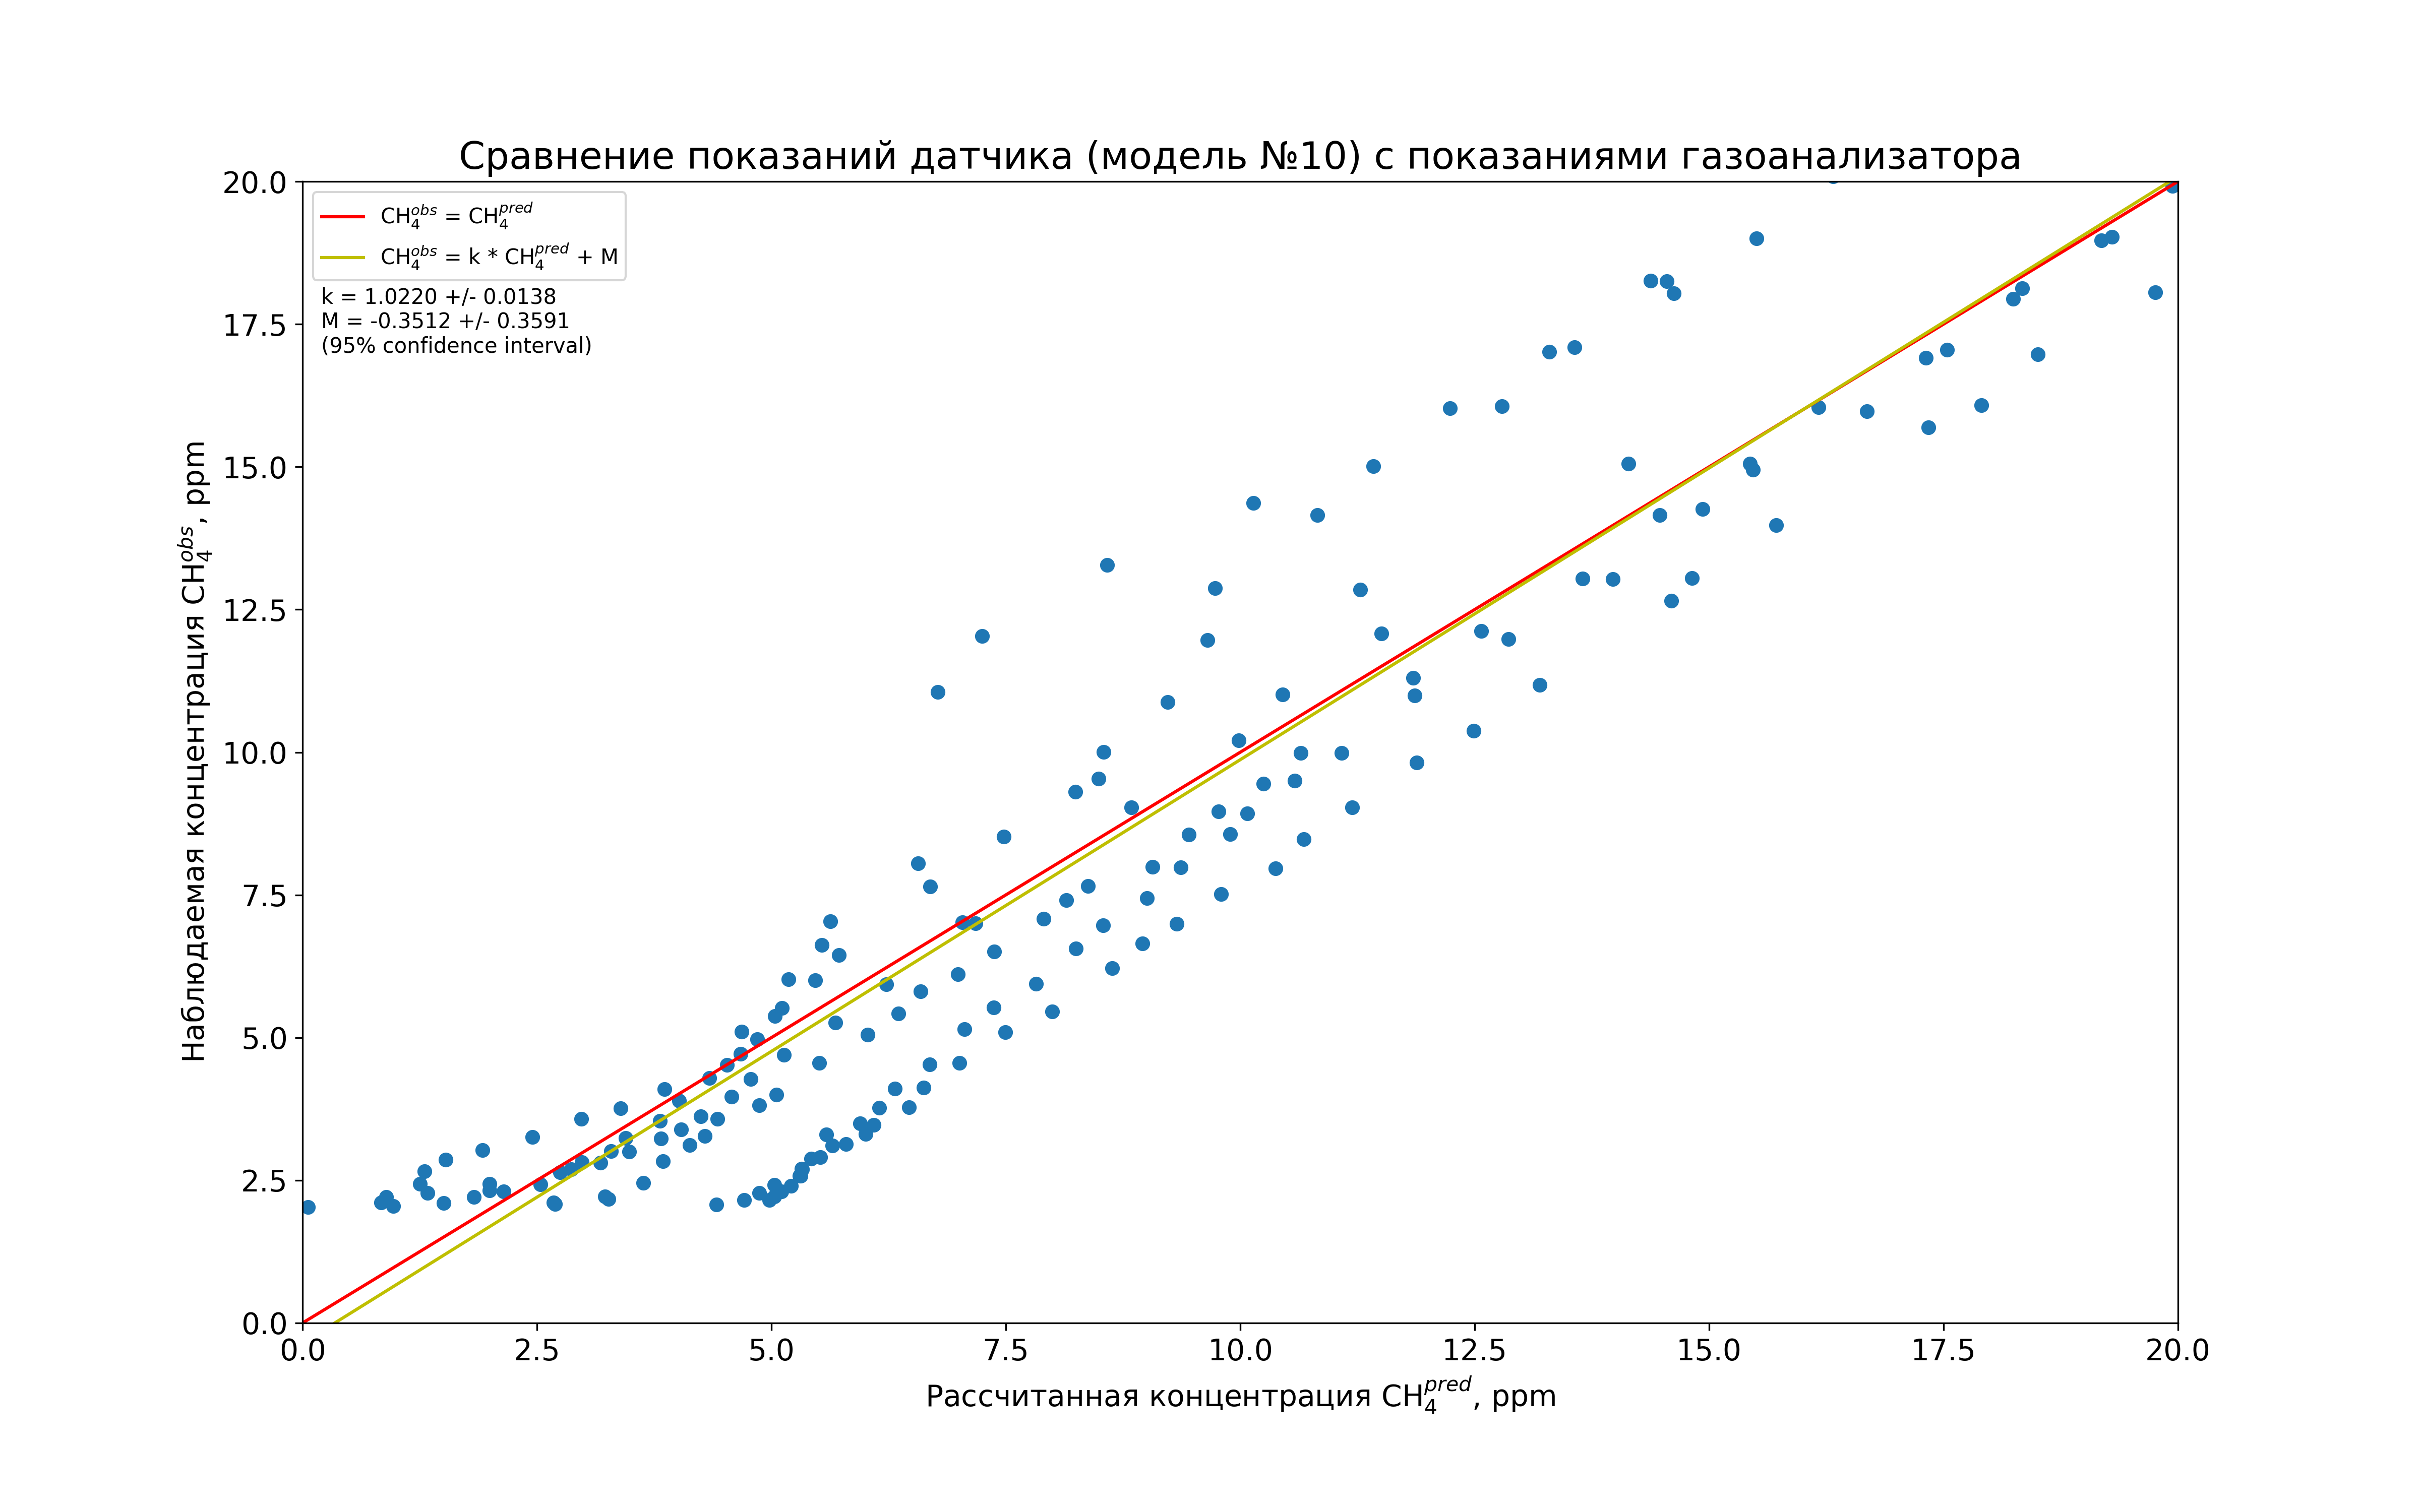 Сравнение показаний датчика (модель №10) с показаниями газоанализатора
CH₄ᵒᵇˢ = CH₄ᵖʳᵉᵈ
CH₄ᵒᵇˢ = k * CH₄ᵖʳᵉᵈ + M
k = 1.0220 +/- 0.0138
M = -0.3512 +/- 0.3591
(95% confidence interval)
Наблюдаемая концентрация CH₄ᵒᵇˢ, ppm
20.0
17.5
15.0
12.5
10.0
7.5
5.0
2.5
0.0
0.0 2.5 5.0 7.5 10.0 12.5 15.0 17.5 20.0
Рассчитанная концентрация CH₄ᵖʳᵉᵈ, ppm